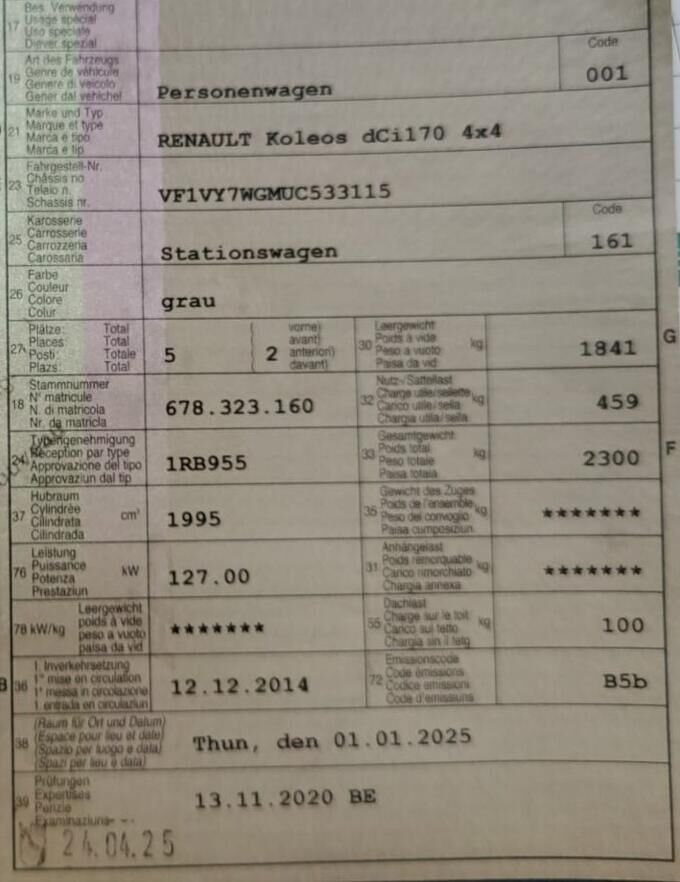 Bes. Verwendung
17 Usage spécial
Uso speciale
Diever spezial
Art des Fahrzeugs Code
19 Genre de véhicule
Genere di veicolo
Gener dal vehichel Personenwagen 001
Marke und Typ
21 Marque et type
Marca e tipo
Marca e tip RENAULT Koleos dCi170 4x4
Fahrgestell-Nr.
23 Châssis no
Telaio n.
Schassis nr. VF1VY7WGMUC533115
Karosserie Code
25 Carrosserie
Carrozzeria
Carossaria Stationswagen 161
Farbe
26 Couleur
Colore
Colur grau
Plätze: Total vorne) Leergewicht
27 Places: Total avant) 30 Poids à vide kg
Posti: Totale 5 ( 2 anteriori) Peso a vuoto 1841 G
Plazs: Total davant) Paisa da vid
Stammnummer Nutz-/Sattellast
18 N° matricule 32 Charge utile/sellette kg
N. di matricola 678.323.160 Carico utile/sella 459
Nr. da matricla Chargia utila/sella
Typengenehmigung Gesamtgewicht
24 Réception par type 33 Poids total kg
Approvazione del tipo 1RB955 Peso totale 2300 F
Approvaziun dal tip Paisa totala
Hubraum Gewicht des Zuges
37 Cylindrée cm³ 35 Poids de l'ensemble kg
Cilindrata 1995 Peso del convoglio *******
Cilindrada Paisa cumposiziun
Leistung Anhängelast
76 Puissance kW 31 Poids remorquable kg
Potenza 127.00 Carico rimorchiato *******
Prestaziun Chargia annexa
Leergewicht Dachlast
78 kW/kg poids à vide 55 Charge sur le toit kg
peso a vuoto ******* Carico sul tetto 100
paisa da vid Chargia sin il tetg
1. Inverkehrsetzung Emissionscode
B 36 1re mise en circulation 72 Code émissions
1a messa in circolazione 12.12.2014 Codice emissioni B5b
1. entrada en circulaziun Code d'emissiuns
(Raum für Ort und Datum)
38 (Espace pour lieu et date)
(Spazio per luogo e data) Thun, den 01.01.2025
(Spazi per lieu e data)
Prüfungen
39 Expertises 13.11.2020 BE
Perizie
Examinaziuns
24.04.25